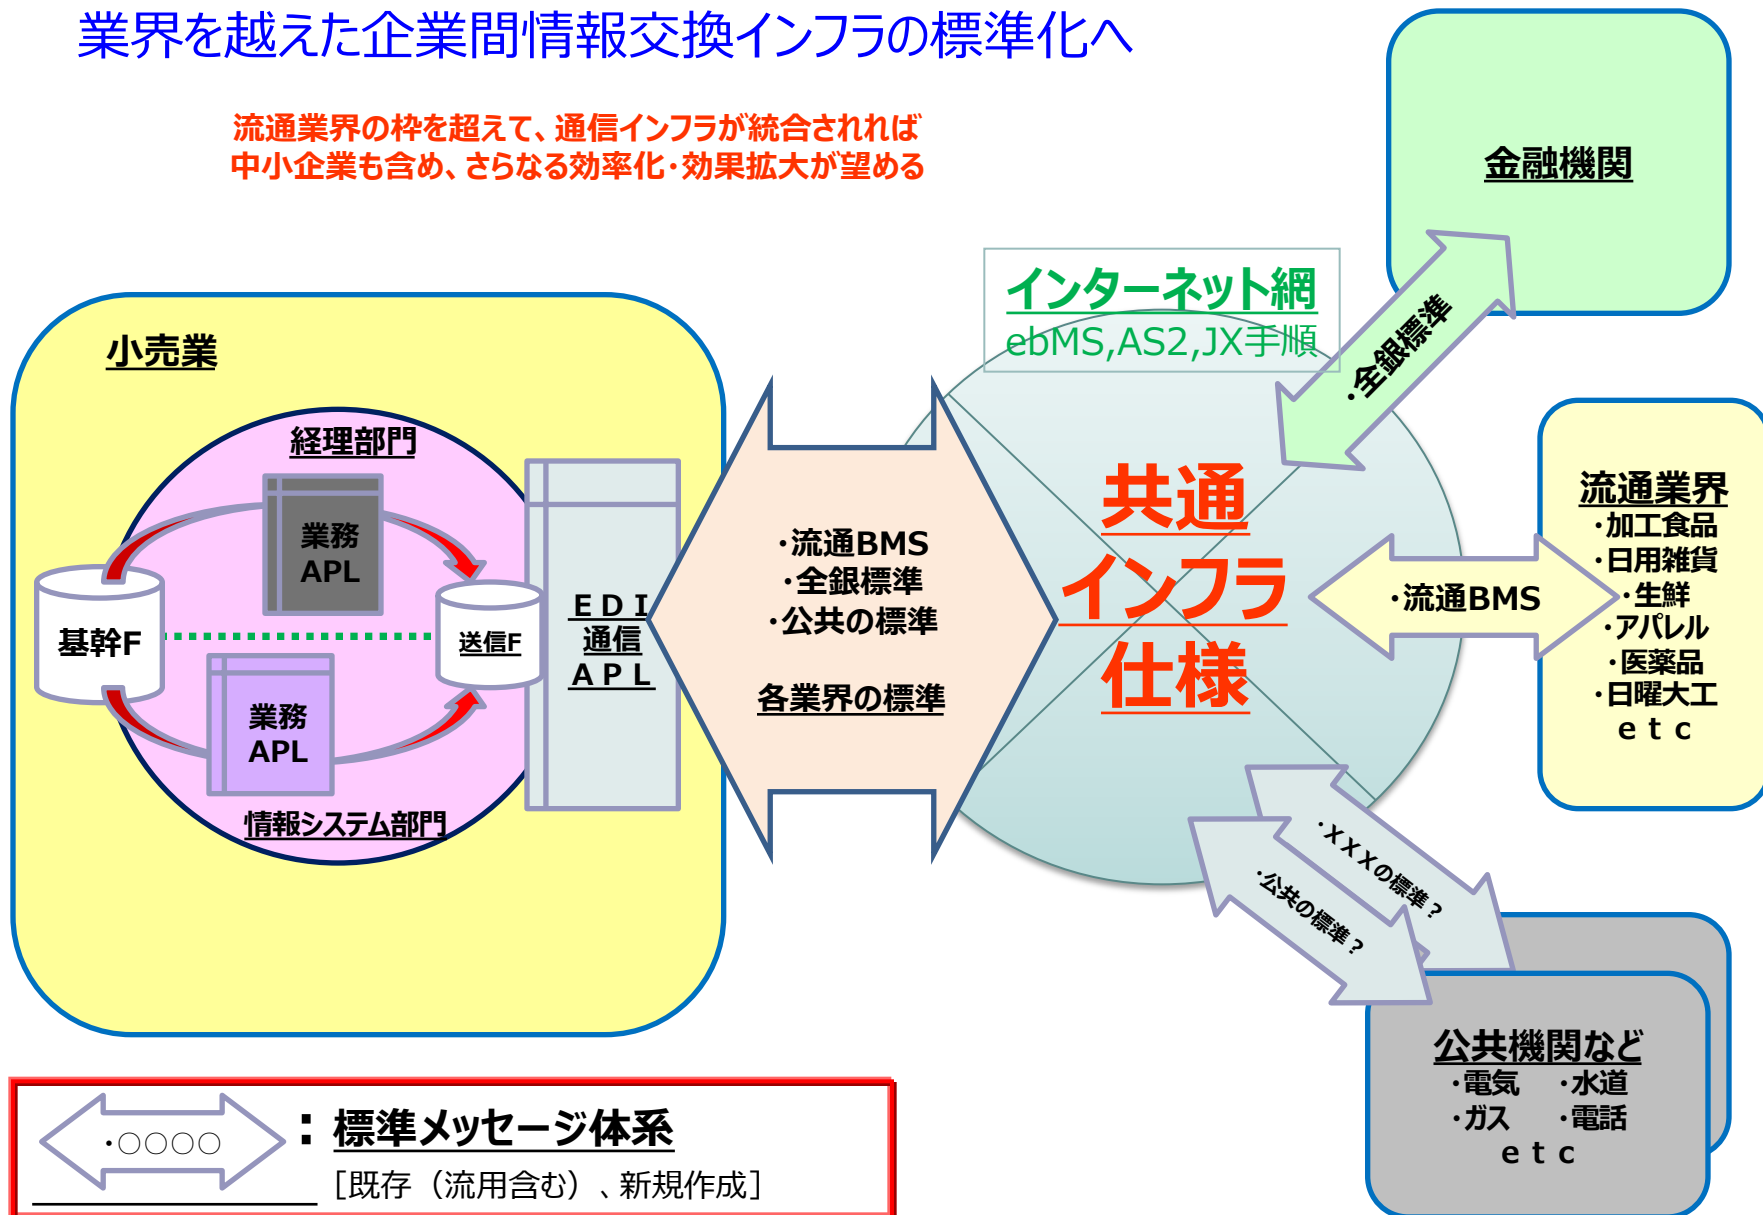 業界を越えた企業間情報交換インフラの標準化へ
流通業界の枠を超えて、通信インフラが統合されれば
中小企業も含め、さらなる効率化・効果拡大が望める
金融機関
・全銀標準
インターネット網
ebMS,AS2,JX手順
小売業
経理部門
業務
APL
基幹F
送信F
業務
APL
情報システム部門
ＥＤＩ
通信
ＡＰＬ
・流通BMS
・全銀標準
・公共の標準
各業界の標準
共通
インフラ
仕様
・流通BMS
流通業界
・加工食品
・日用雑貨
・生鮮
・アパレル
・医薬品
・日曜大工
ｅｔｃ
・ＸＸＸの標準？
・公共の標準？
公共機関など
・電気　・水道
・ガス　・電話
ｅｔｃ
・○○○○
：標準メッセージ体系
［既存（流用含む）、新規作成］